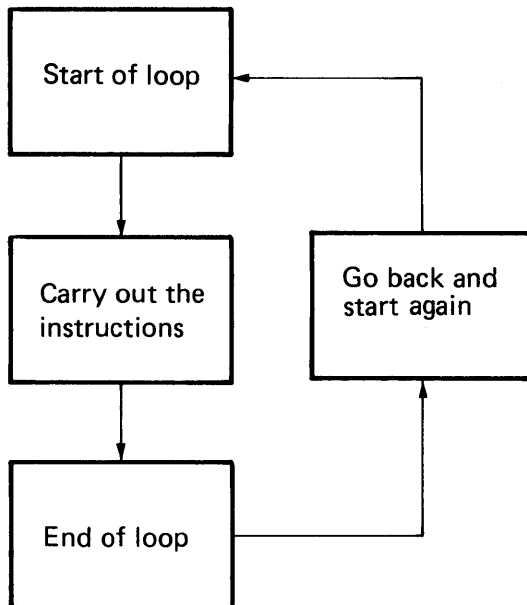 Start of loop
Carry out the
instructions
End of loop
Go back and
start again